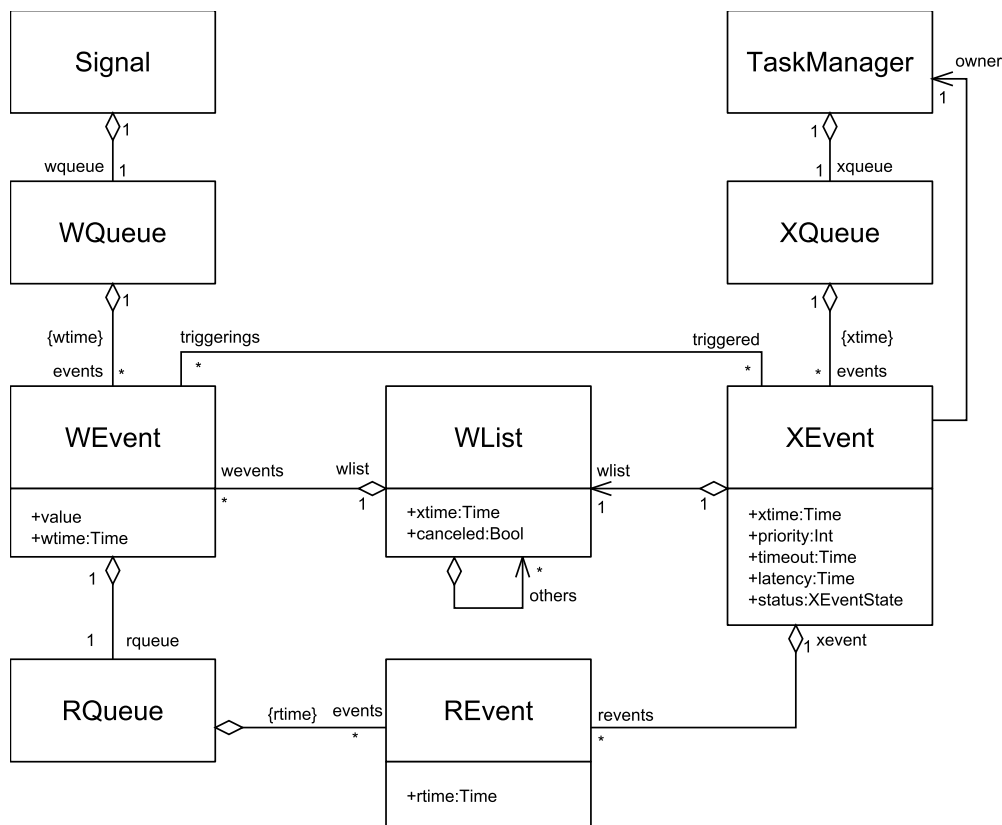 Signal
TaskManager
owner
1
1
1
wqueue
1
1
xqueue
WQueue
XQueue
1
1
{wtime}
{xtime}
triggerings
triggered
events
*
*
*
*
events
WEvent
WList
XEvent
wevents
wlist
wlist
*
1
1
1
+value
+wtime:Time
+xtime:Time
+canceled:Bool
+xtime:Time
+priority:Int
+timeout:Time
+latency:Time
+status:XEventState
1
*
others
1
rqueue
1
xevent
RQueue
REvent
{rtime}
events
*
revents
*
+rtime:Time